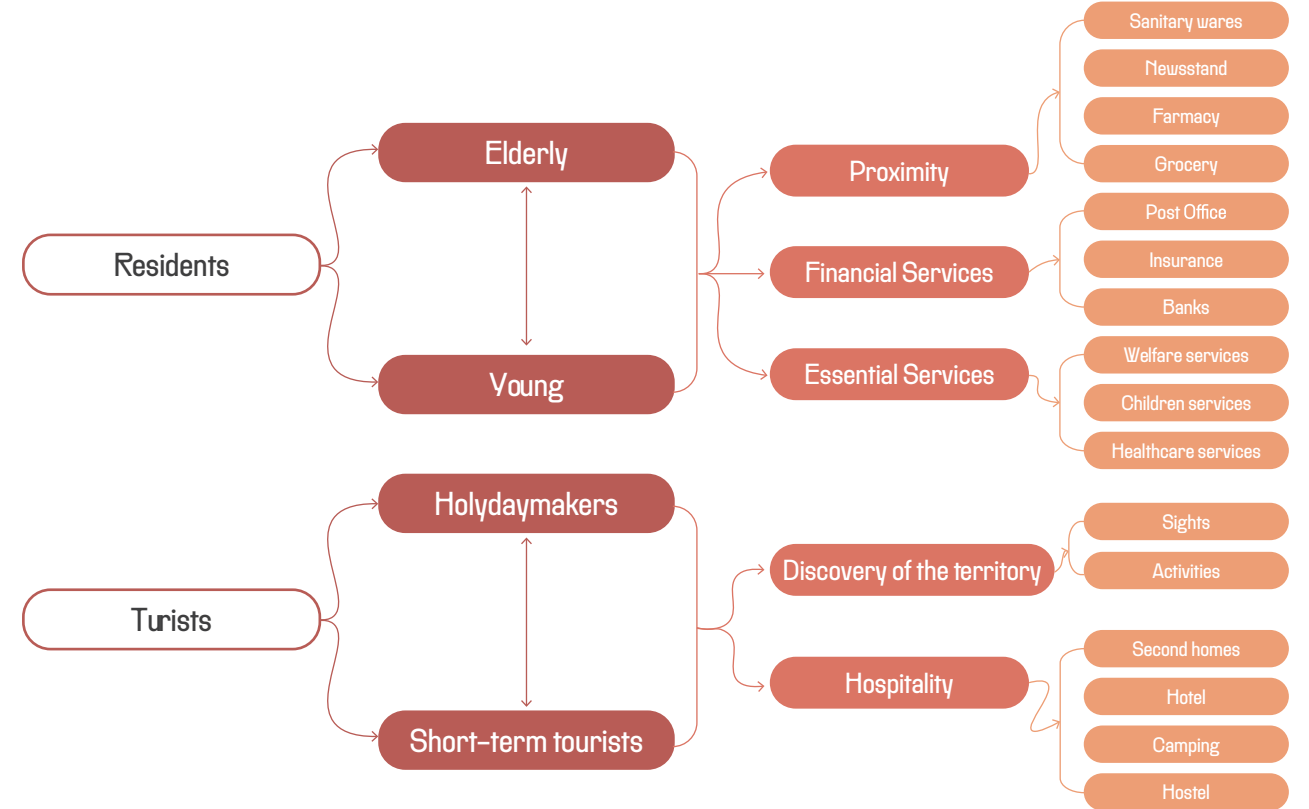 Residents
Elderly
Young
Proximity
Financial Services
Essential Services
Sanitary wares
Newsstand
Farmacy
Grocery
Post Office
Insurance
Banks
Welfare services
Children services
Healthcare services
Turists
Holydaymakers
Short-term tourists
Discovery of the territory
Hospitality
Sights
Activities
Second homes
Hotel
Camping
Hostel